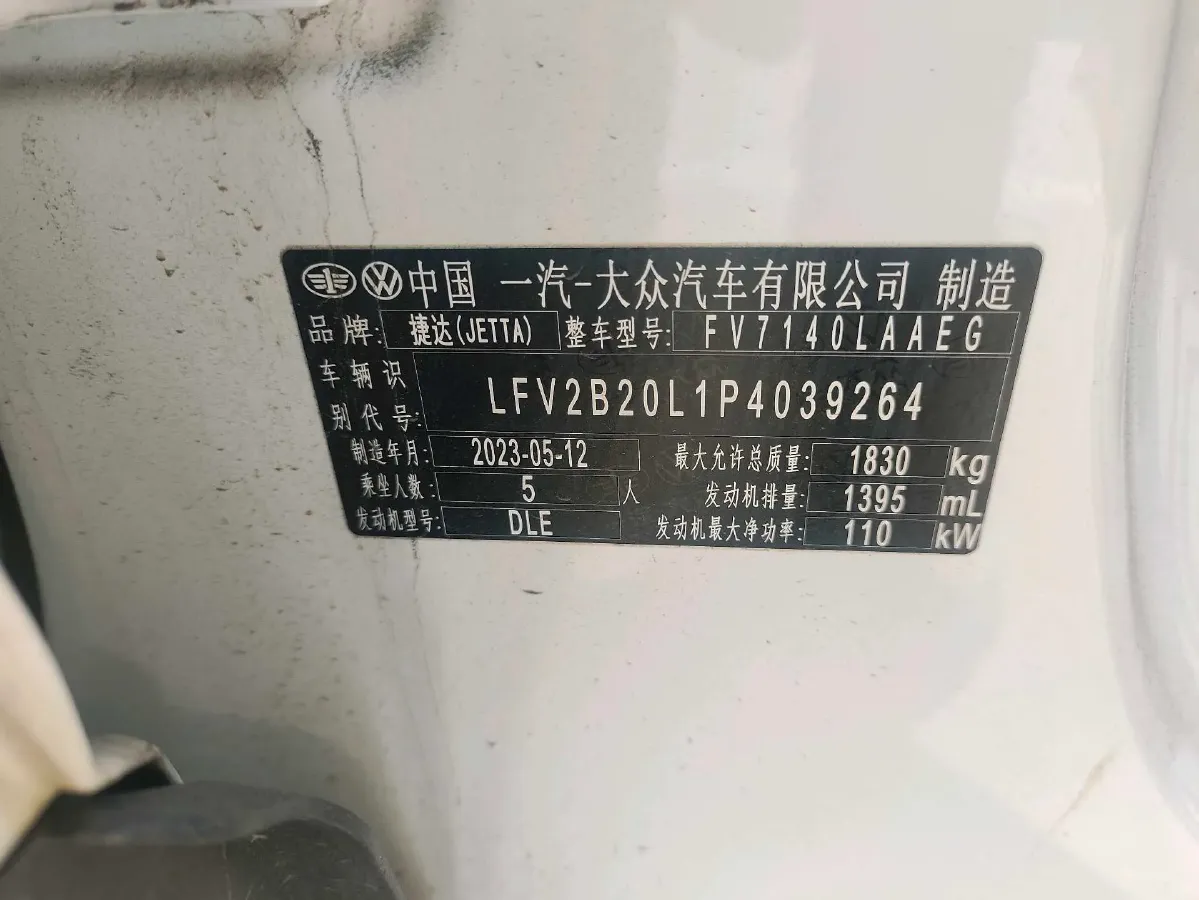 中国 一汽-大众汽车有限公司 制造
品牌: 捷达(JETTA) 整车型号: FV7140LAAEG
车辆识别代号: LFV2B20L1P4039264
制造年月: 2023-05-12 最大允许总质量: 1830 kg
乘坐人数: 5 人 发动机排量: 1395 mL
发动机型号: DLE 发动机最大净功率: 110 kW